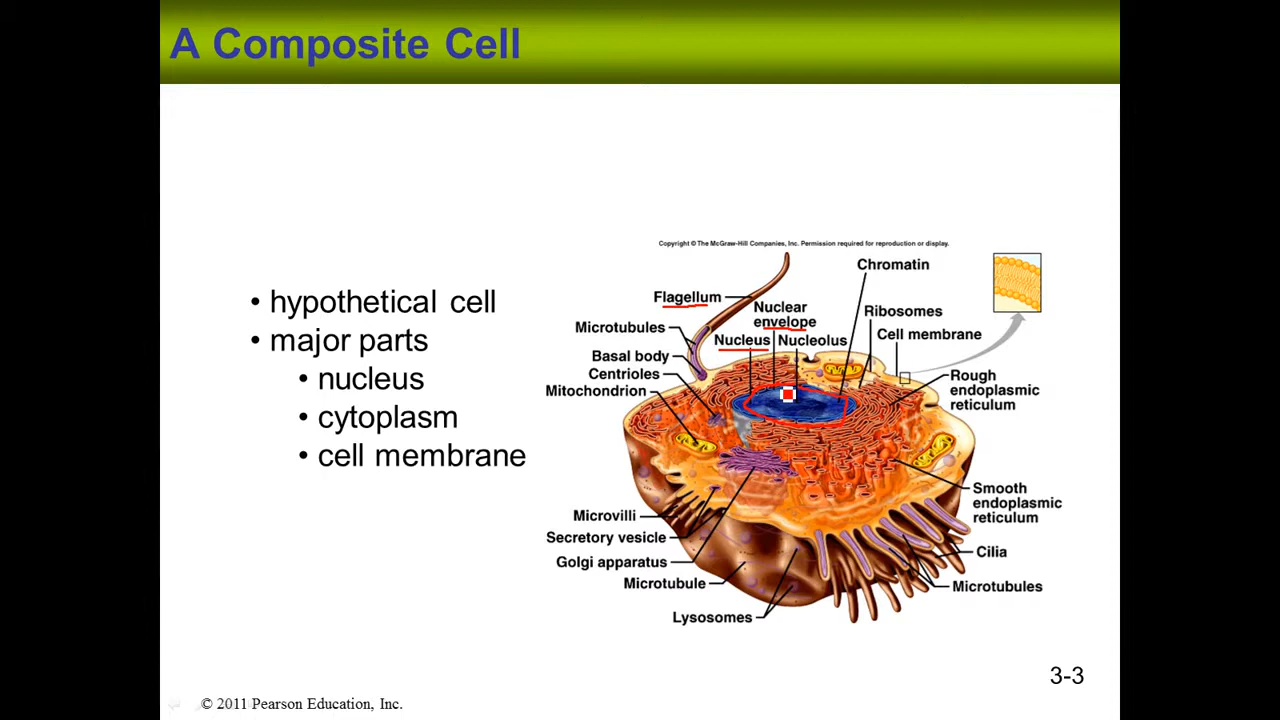 A Composite Cell
• hypothetical cell
• major parts
• nucleus
• cytoplasm
• cell membrane
Copyright © The McGraw-Hill Companies, Inc. Permission required for reproduction or display.
Chromatin
Flagellum
Nuclear
envelope
Ribosomes
Microtubules
Cell membrane
Nucleus
Nucleolus
Basal body
Centrioles
Mitochondrion
Rough
endoplasmic
reticulum
Smooth
endoplasmic
reticulum
Microvilli
Secretory vesicle
Cilia
Golgi apparatus
Microtubule
Microtubules
Lysosomes
3-3
© 2011 Pearson Education, Inc.